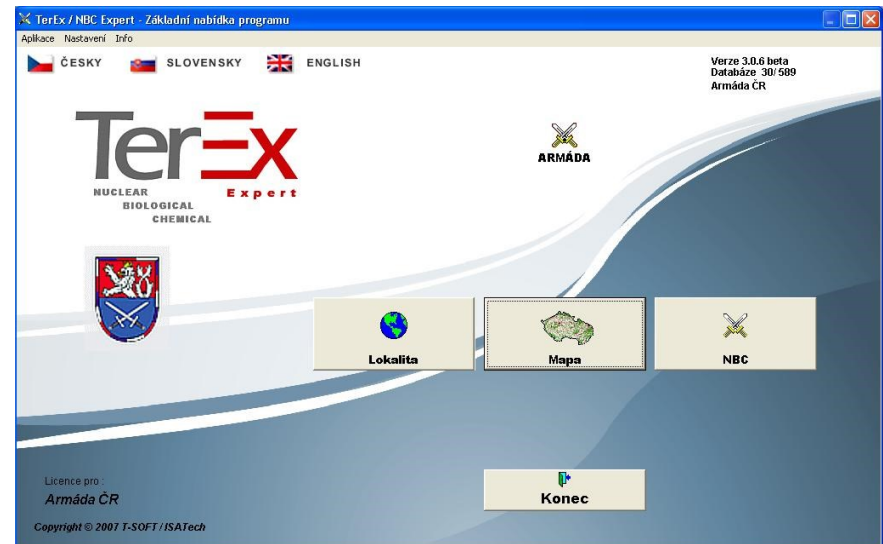 TerEx / NBC Expert - Základní nabídka programu
Aplikace Nastavení Info
ČESKY SLOVENSKY ENGLISH
Verze 3.0.6 beta
Databáze 30/589
Armáda ČR
TerEx
NUCLEAR Expert
BIOLOGICAL
CHEMICAL
ARMÁDA
Lokalita Mapa NBC
Licence pro :
Armáda ČR
Konec
Copyright © 2007 T-SOFT / ISATech